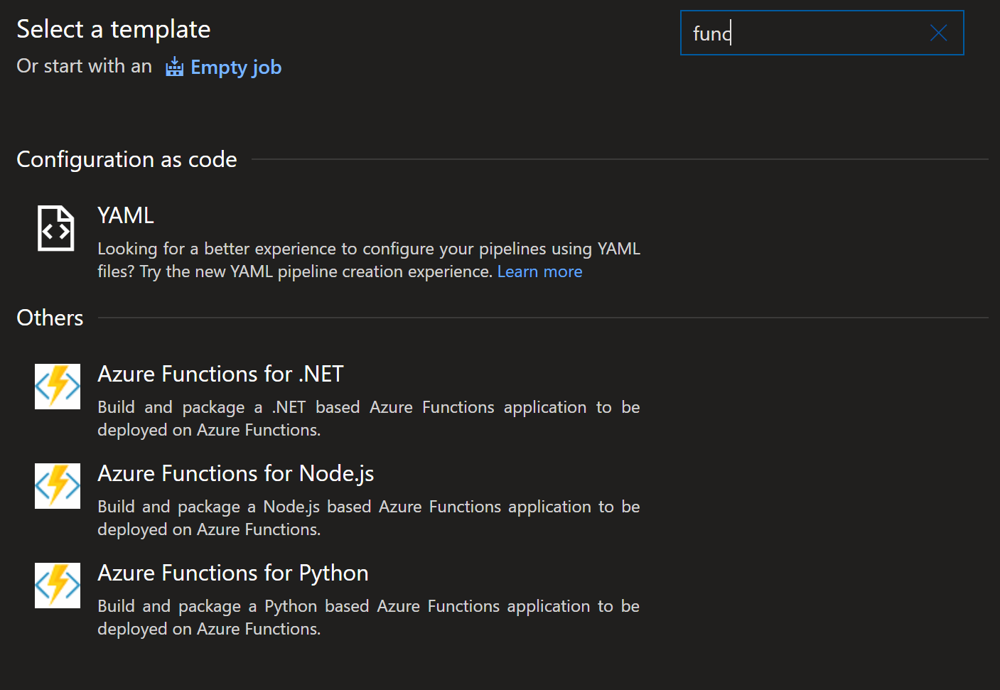 Select a template
func
Or start with an Empty job
Configuration as code
YAML
Looking for a better experience to configure your pipelines using YAML
files? Try the new YAML pipeline creation experience. Learn more
Others
Azure Functions for .NET
Build and package a .NET based Azure Functions application to be
deployed on Azure Functions.
Azure Functions for Node.js
Build and package a Node.js based Azure Functions application to be
deployed on Azure Functions.
Azure Functions for Python
Build and package a Python based Azure Functions application to be
deployed on Azure Functions.